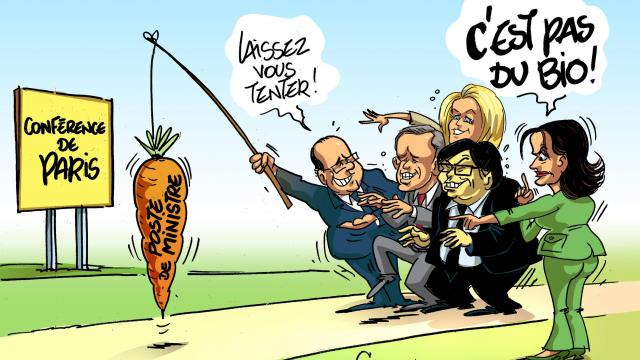 LAISSEZ
VOUS
TENTER!
C'EST PAS
DU BIO!
CONFÉRENCE
DE
PARIS
POSTE
DE MINISTRE